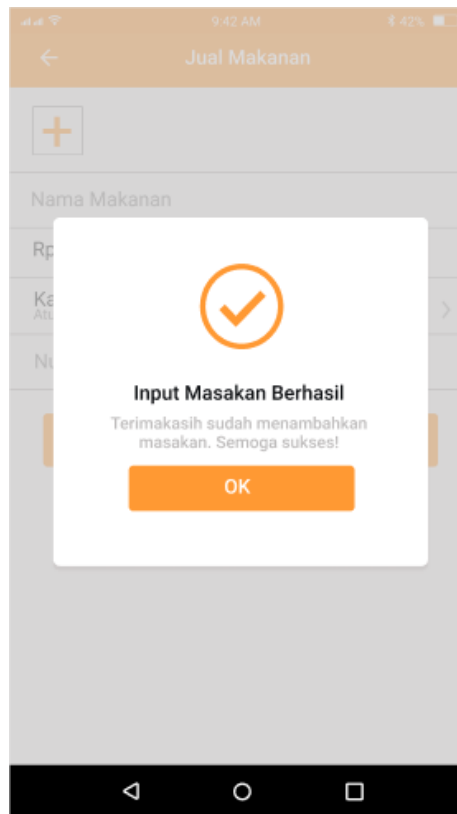 9:42 AM 42%
Jual Makanan
Nama Makanan
Rp
Input Masakan Berhasil
Terimakasih sudah menambahkan
masakan. Semoga sukses!
OK